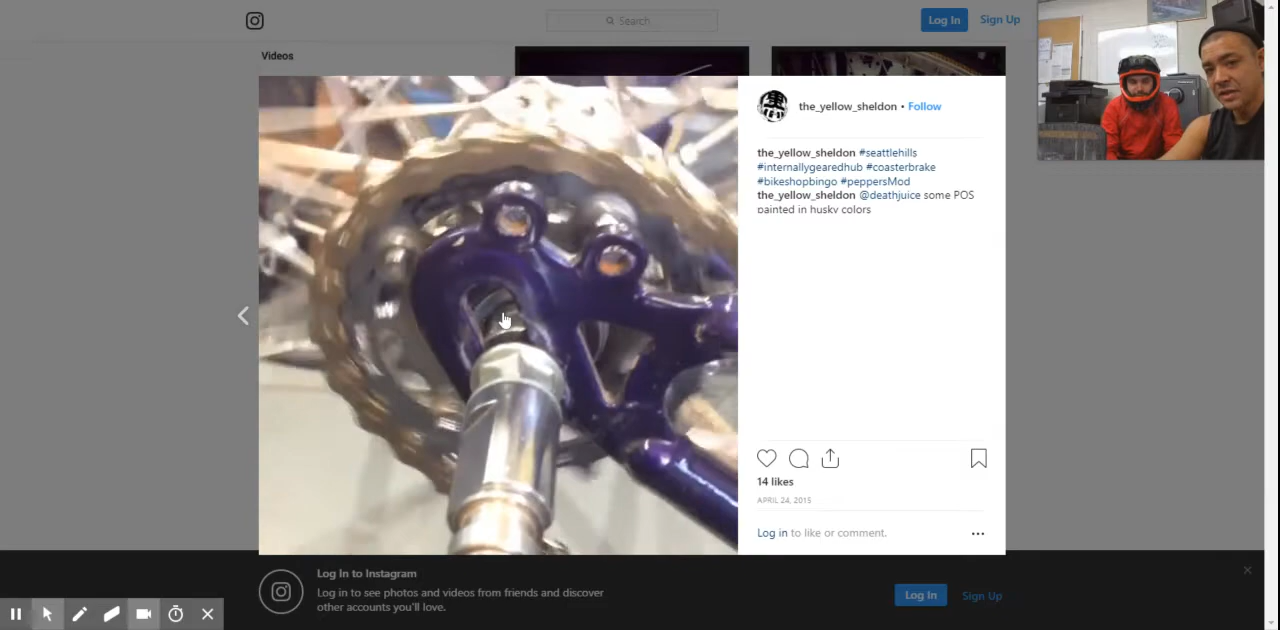 Search
Log In
Sign Up
Videos
the_yellow_sheldon • Follow
the_yellow_sheldon #seattlehills
#internallygearedhub #coasterbrake
#bikeshopbingo #peppersMod
the_yellow_sheldon @deathjuice some POS
painted in husky colors
14 likes
APRIL 24, 2015
Log in to like or comment.
Log In to Instagram
Log in to see photos and videos from friends and discover
other accounts you'll love.
Log In
Sign Up